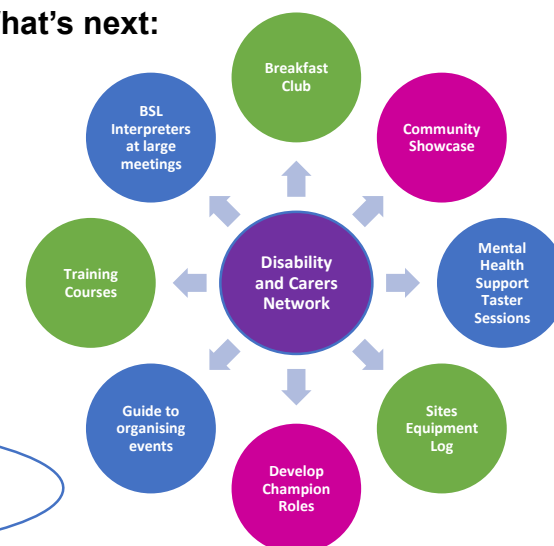 What's next:
Breakfast
Club
Community
Showcase
Mental
Health
Support
Taster
Sessions
Sites
Equipment
Log
Develop
Champion
Roles
Guide to
organising
events
Training
Courses
BSL
Interpreters
at large
meetings
Disability
and Carers
Network